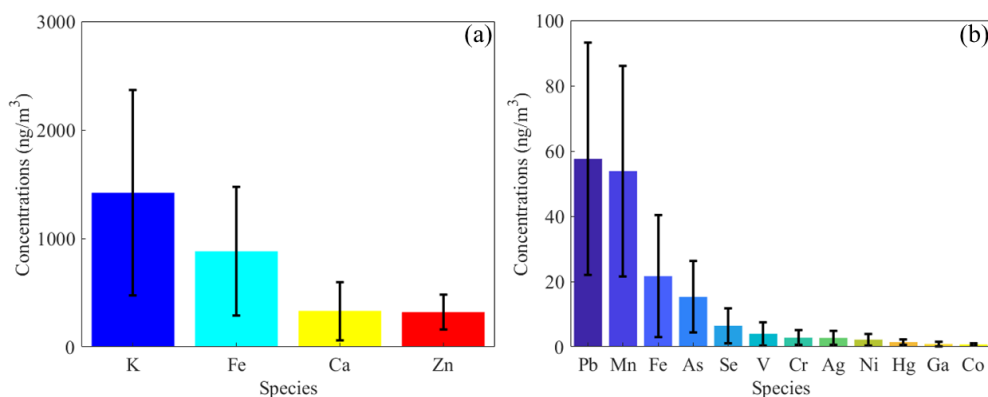 (a)
Concentrations (ng/m³)
3000
2000
1000
0
K Fe Ca Zn
Species
(b)
Concentrations (ng/m³)
100
80
60
40
20
0
Pb Mn Fe As Se V Cr Ag Ni Hg Ga Co
Species